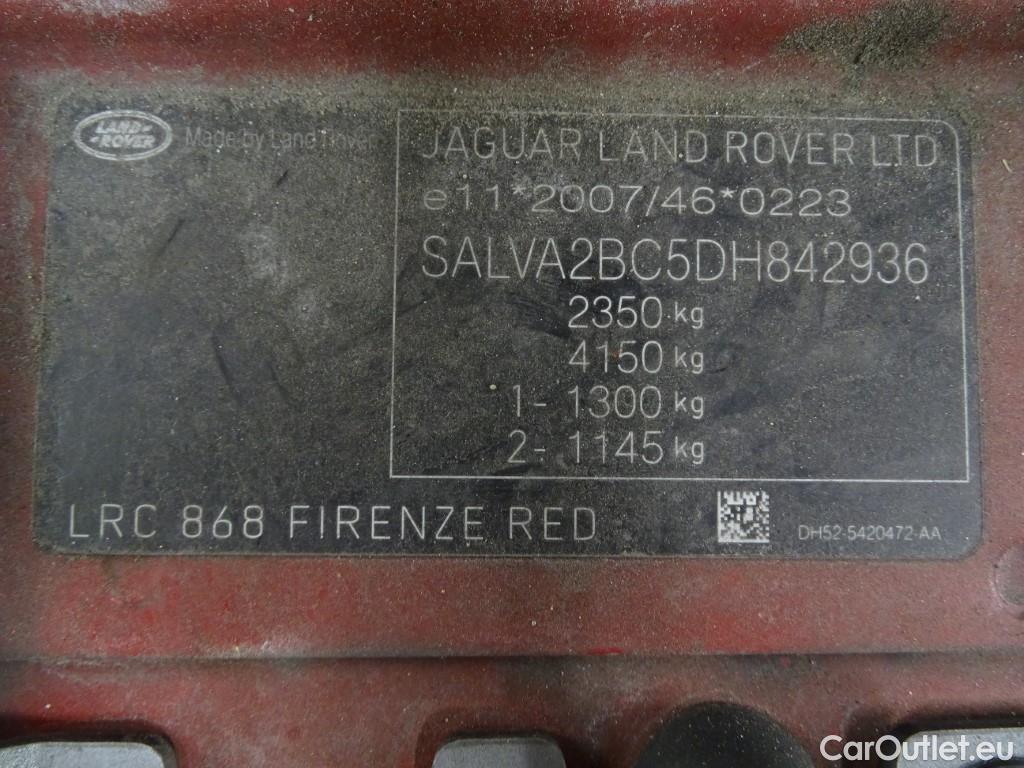 LAND ROVER
Made by Land Rover
JAGUAR LAND ROVER LTD
e11*2007/46*0223
SALVA2BC5DH842936
2350 kg
4150 kg
1- 1300 kg
2- 1145 kg
LRC 868 FIRENZE RED
DH52-5420472-AA
CarOutlet.eu